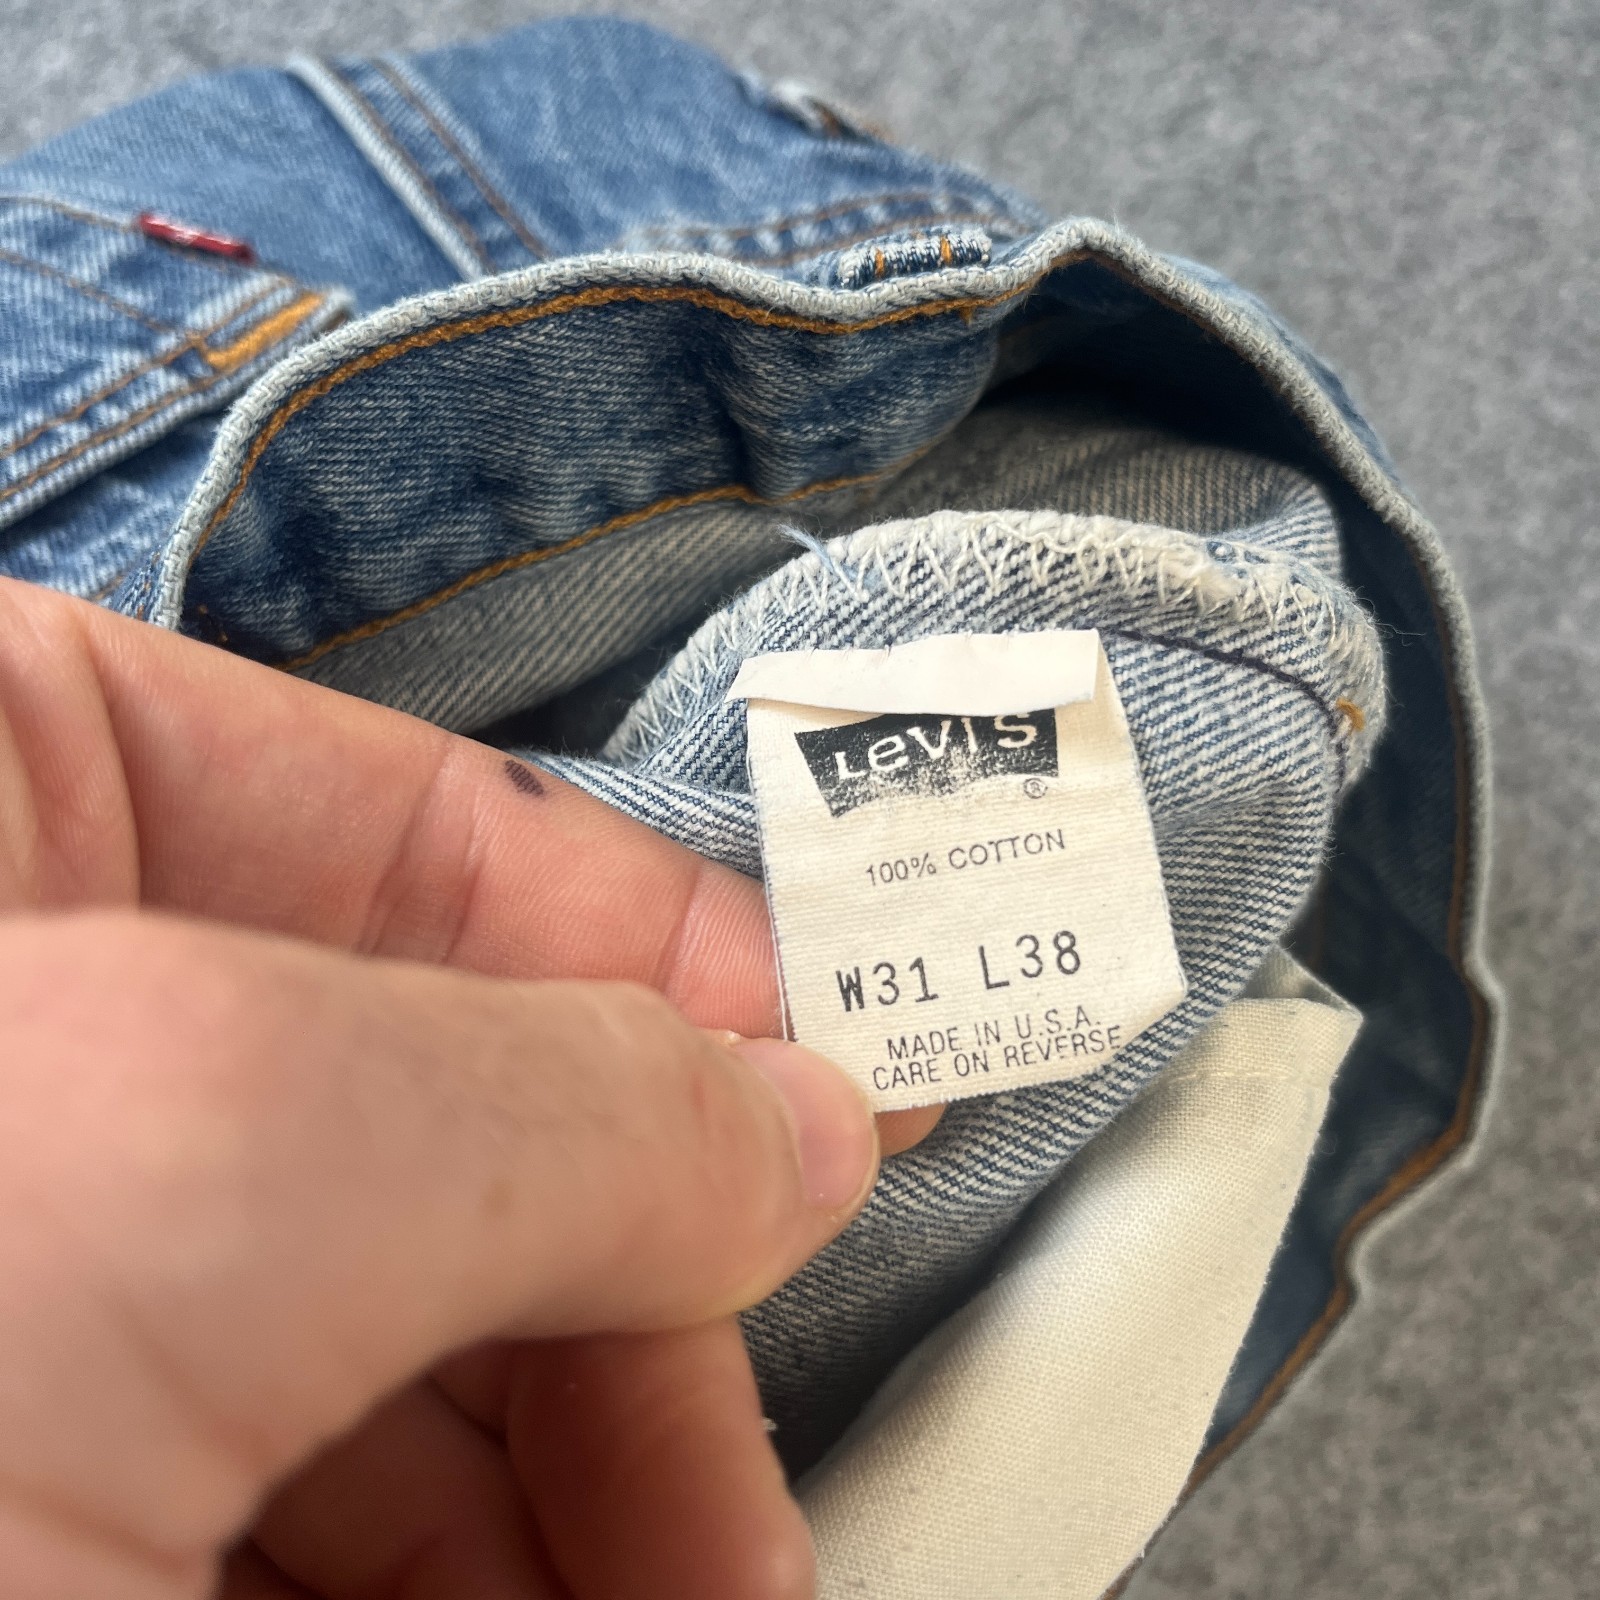 Levi's
®
100% COTTON
W31 L38
MADE IN U.S.A.
CARE ON REVERSE